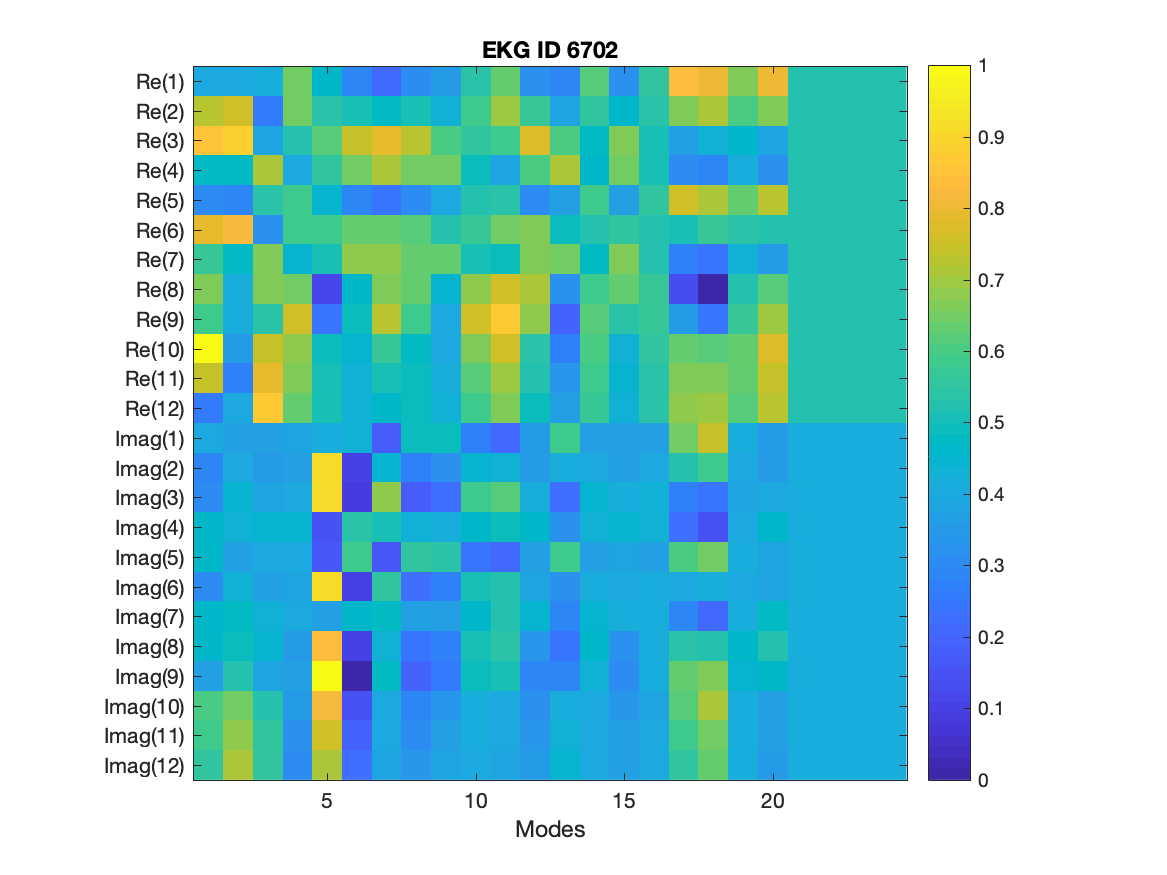 EKG ID 6702
Re(1)
Re(2)
Re(3)
Re(4)
Re(5)
Re(6)
Re(7)
Re(8)
Re(9)
Re(10)
Re(11)
Re(12)
Imag(1)
Imag(2)
Imag(3)
Imag(4)
Imag(5)
Imag(6)
Imag(7)
Imag(8)
Imag(9)
Imag(10)
Imag(11)
Imag(12)
5 10 15 20
Modes
1
0.9
0.8
0.7
0.6
0.5
0.4
0.3
0.2
0.1
0